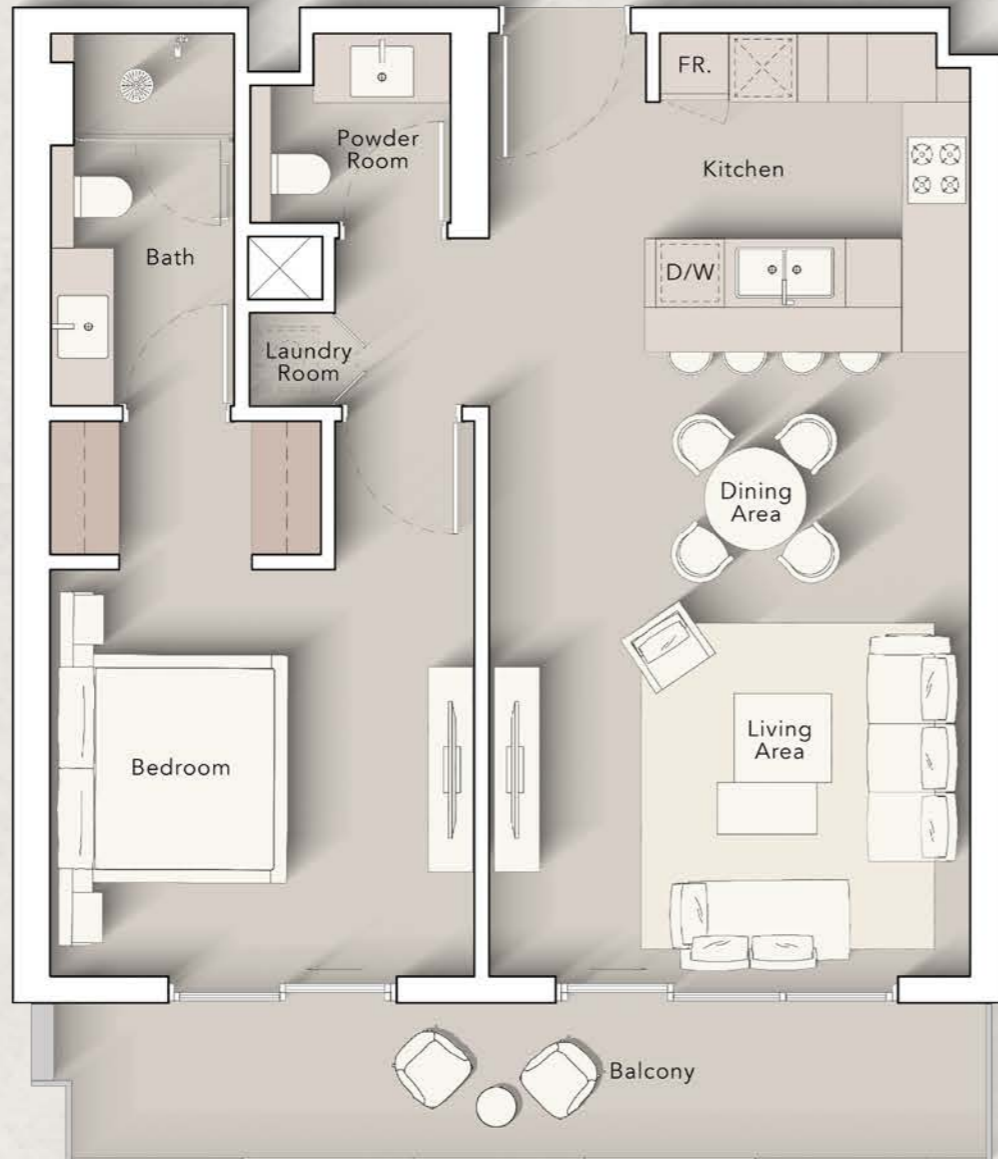 FR.
Powder
Room
Kitchen
Bath
D/W
Laundry
Room
Dining
Area
Living
Area
Bedroom
Balcony